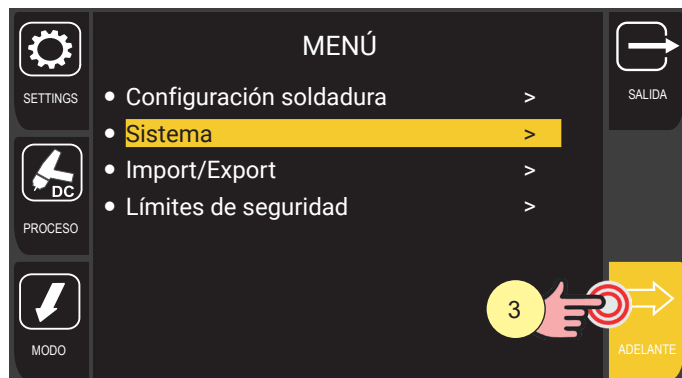 MENÚ
SETTINGS
• Configuración soldadura >
SALIDA
• Sistema >
DC
• Import/Export >
PROCESO
• Límites de seguridad >
3
MODO
ADELANTE